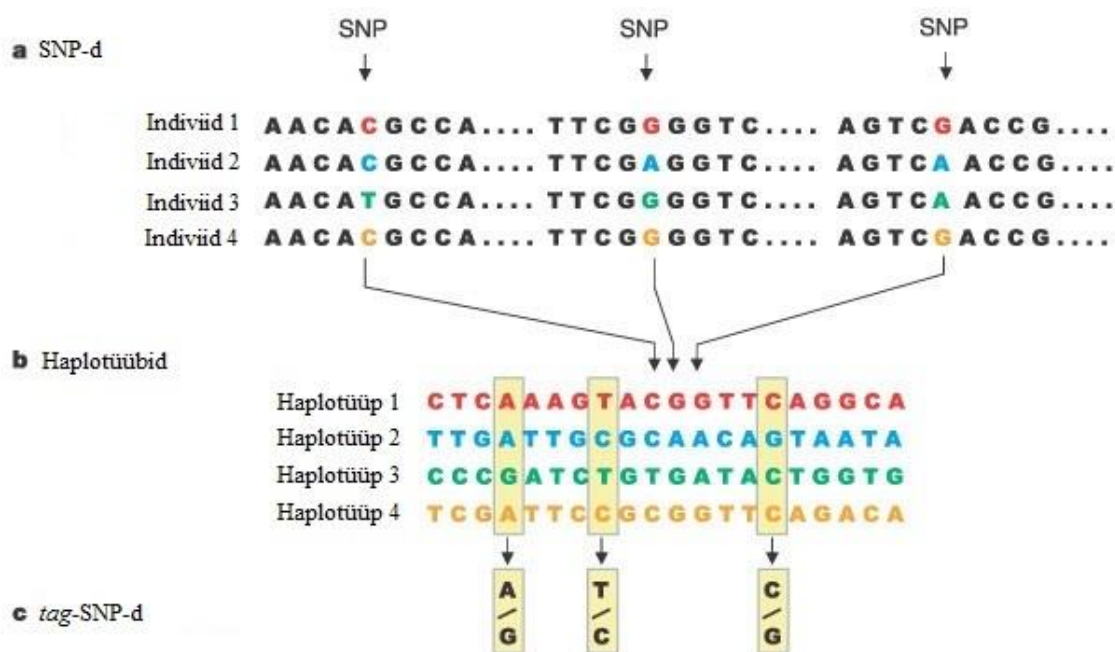 SNP SNP SNP
a SNP-d
Indiviid 1 AACACGCCA.... TTCGGGGTC.... AGTCGACCG....
Indiviid 2 AACACGCCA.... TTCGAGGTC.... AGTCAACCG....
Indiviid 3 AACATGCCA.... TTCGGGGTC.... AGTCAACCG....
Indiviid 4 AACACGCCA.... TTCGGGGTC.... AGTCGACCG....
b Haplotüübid
Haplotüüp 1 CTCAAAGTACGGTTCAGGCA
Haplotüüp 2 TTGATTGCGCAACAGTAATA
Haplotüüp 3 CCCGATCTGTGATACTGGTG
Haplotüüp 4 TCGATTCCGCGGTTCAGACA
c tag-SNP-d
A/G T/C C/G